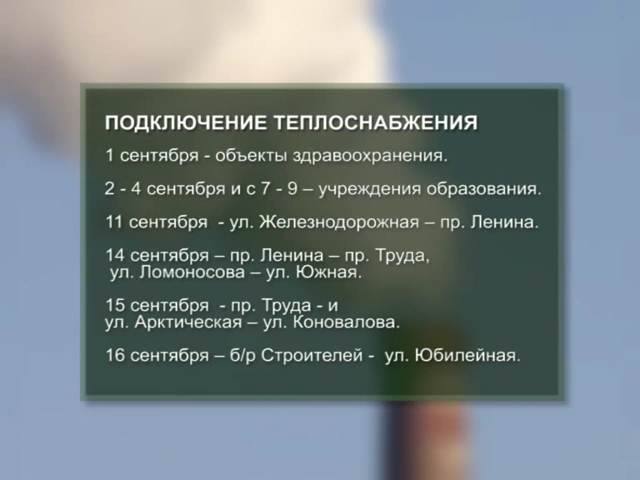 ПОДКЛЮЧЕНИЕ ТЕПЛОСНАБЖЕНИЯ
1 сентября - объекты здравоохранения.
2 - 4 сентября и с 7 - 9 – учреждения образования.
11 сентября - ул. Железнодорожная – пр. Ленина.
14 сентября – пр. Ленина – пр. Труда,
ул. Ломоносова – ул. Южная.
15 сентября - пр. Труда - и
ул. Арктическая – ул. Коновалова.
16 сентября – б/р Строителей - ул. Юбилейная.